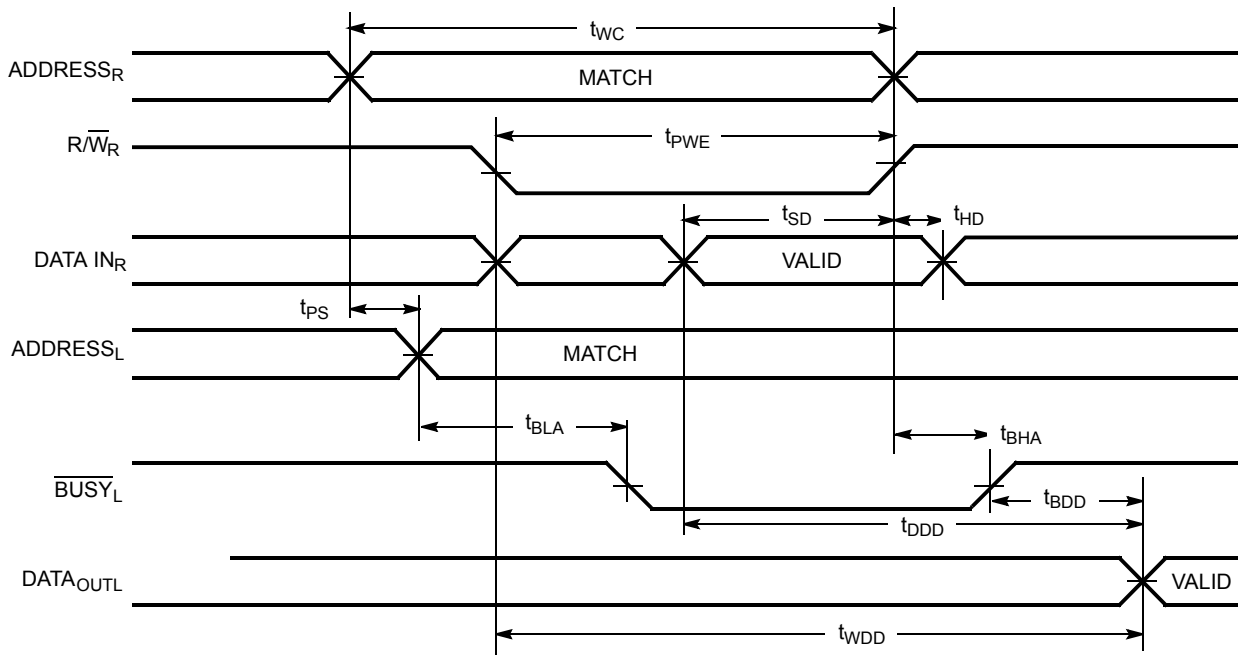 tWC
ADDRESSR
MATCH
R/W̅R
tPWE
tSD
tHD
DATA INR
VALID
tPS
ADDRESSL
MATCH
tBLA
tBHA
B̅U̅S̅Y̅L
tBDD
tDDD
DATAOUTL
VALID
tWDD